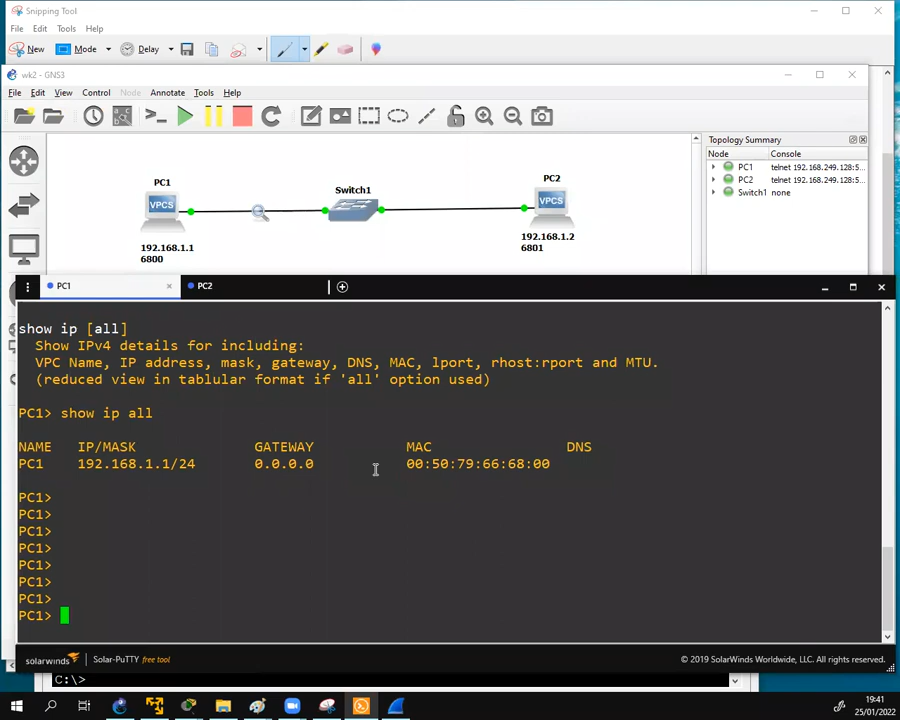 Snipping Tool
File Edit Tools Help
New Mode Delay
wk2 - GNS3
File Edit View Control Node Annotate Tools Help
Topology Summary
Node Console
PC1 telnet 192.168.249.128:5...
PC2 telnet 192.168.249.128:5...
Switch1 none
PC1
VPCS
192.168.1.1
6800
Switch1
PC2
VPCS
192.168.1.2
6801
PC1 PC2
show ip [all]
Show IPv4 details for including:
VPC Name, IP address, mask, gateway, DNS, MAC, lport, rhost:rport and MTU.
(reduced view in tablular format if 'all' option used)
PC1> show ip all
NAME IP/MASK GATEWAY MAC DNS
PC1 192.168.1.1/24 0.0.0.0 00:50:79:66:68:00
PC1>
PC1>
PC1>
PC1>
PC1>
PC1>
PC1>
PC1>
solarwinds Solar-PuTTY free tool © 2019 SolarWinds Worldwide, LLC. All rights reserved.
C:\>
19:41
25/01/2022